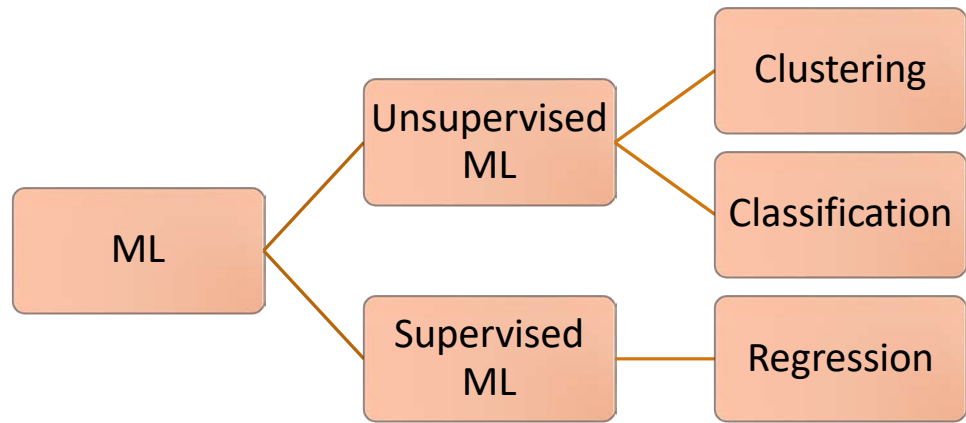 ML
Unsupervised
ML
Supervised
ML
Clustering
Classification
Regression